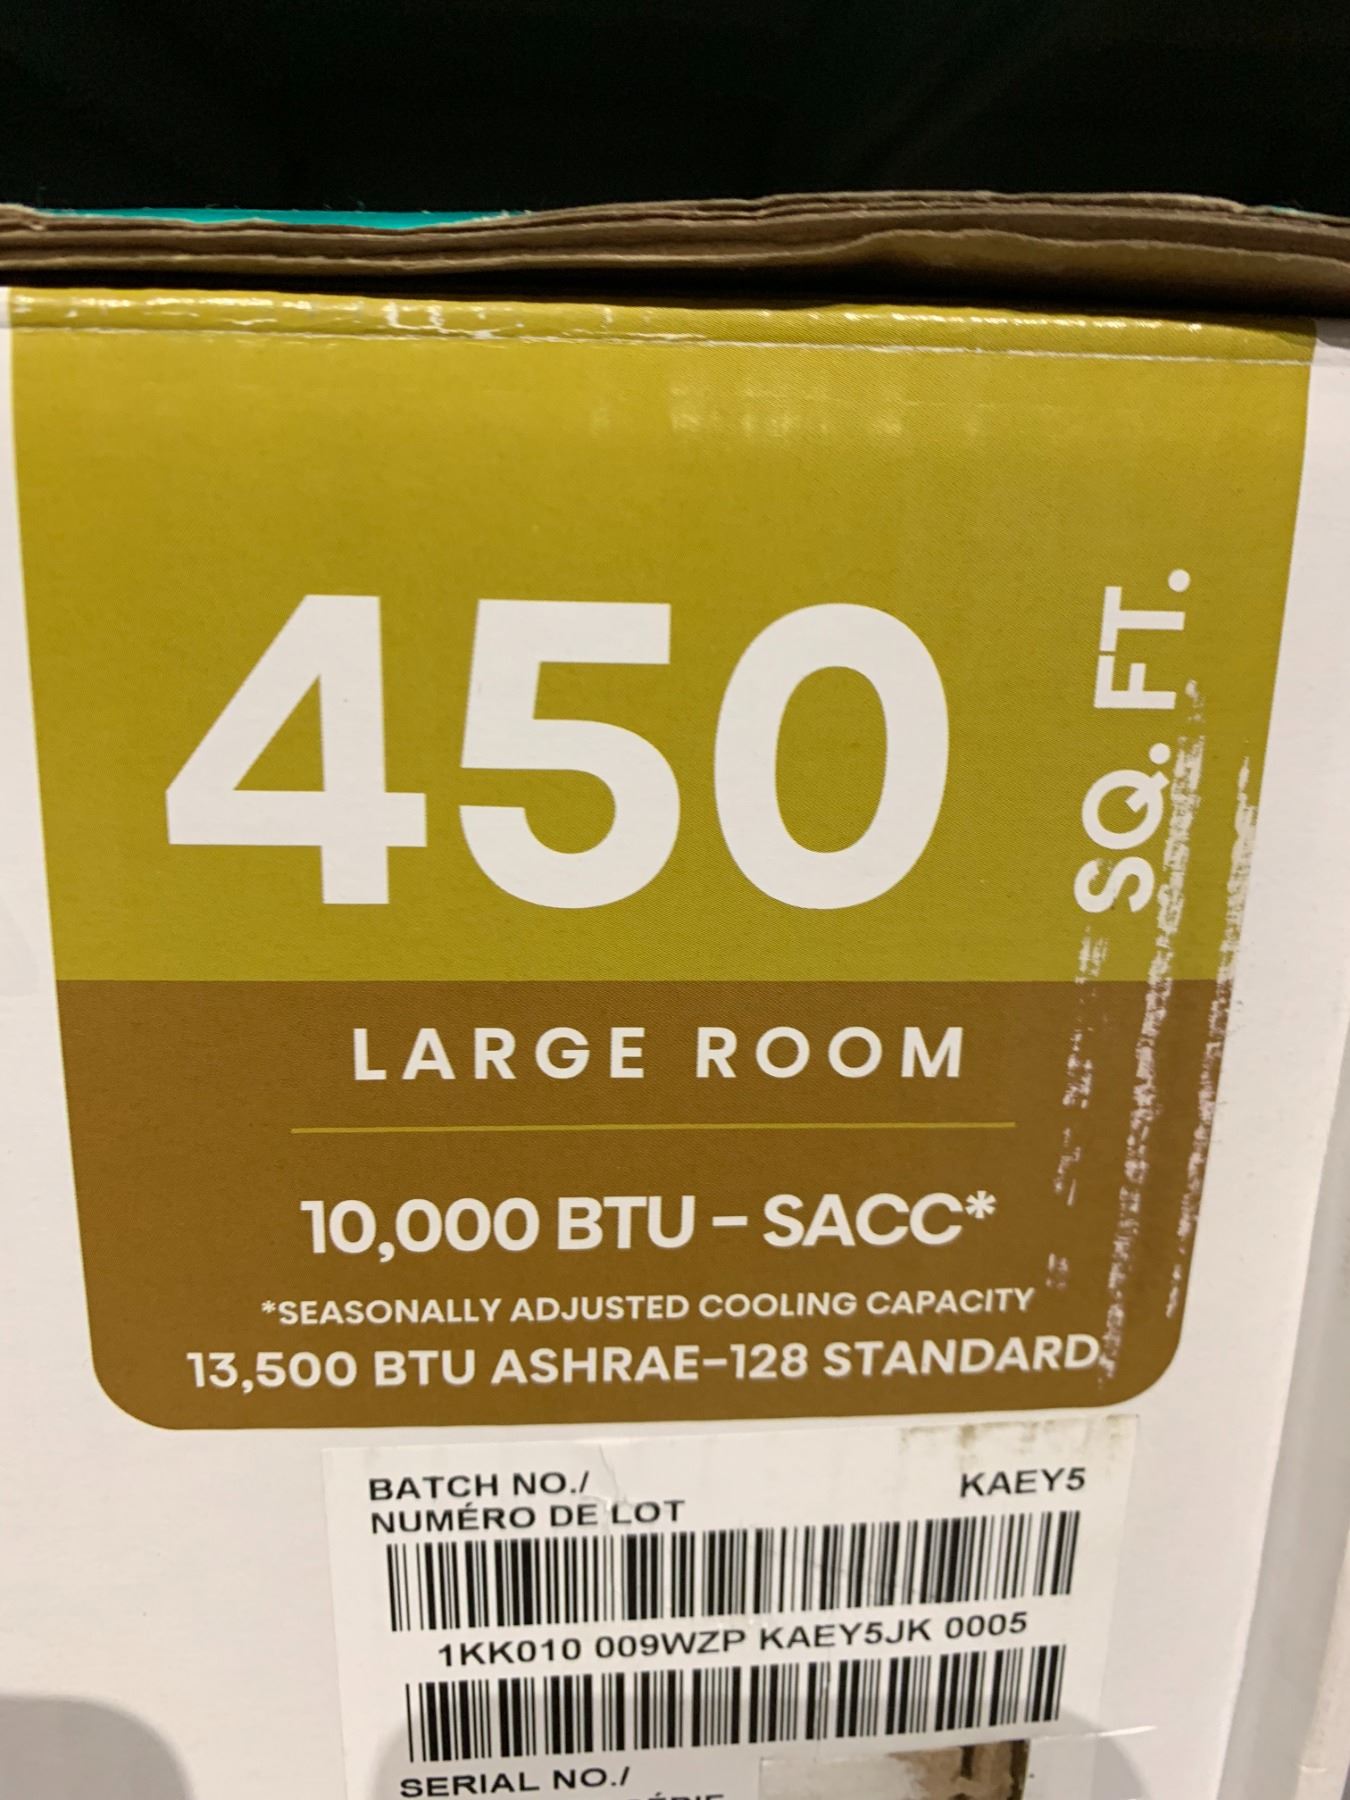 450
SQ. FT.
LARGE ROOM
10,000 BTU – SACC*
*SEASONALLY ADJUSTED COOLING CAPACITY
13,500 BTU ASHRAE–128 STANDARD
BATCH NO./
NUMÉRO DE LOT
KAEY5
1KK010 009WZP KAEY5JK 0005
SERIAL NO./